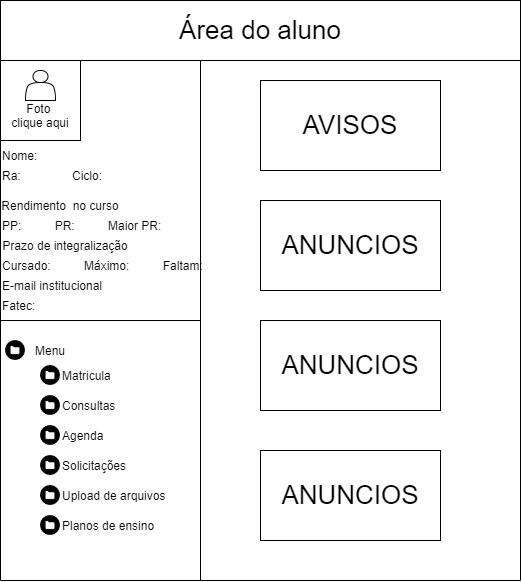 Área do aluno
Foto
clique aqui
Nome:
Ra: Ciclo:
Rendimento no curso
PP: PR: Maior PR:
Prazo de integralização
Cursado: Máximo: Faltam:
E-mail institucional
Fatec:
Menu
Matricula
Consultas
Agenda
Solicitações
Upload de arquivos
Planos de ensino
AVISOS
ANUNCIOS
ANUNCIOS
ANUNCIOS